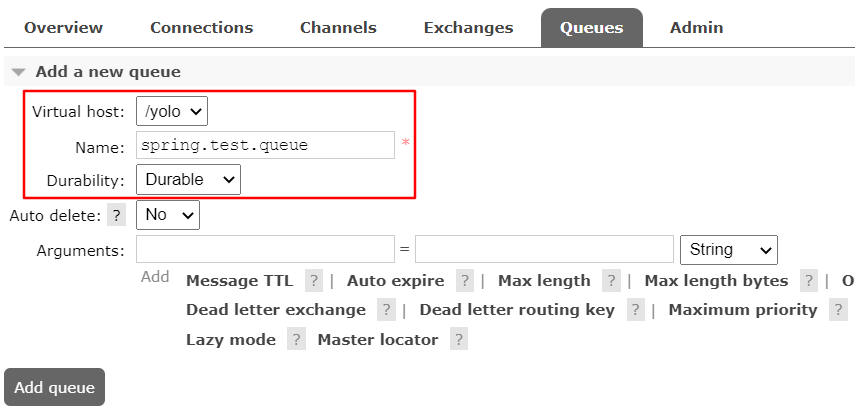 Overview Connections Channels Exchanges Queues Admin
Add a new queue
Virtual host: /yolo
Name: spring.test.queue *
Durability: Durable
Auto delete: ? No
Arguments: = String
Add Message TTL ? | Auto expire ? | Max length ? | Max length bytes ? | O
Dead letter exchange ? | Dead letter routing key ? | Maximum priority ?
Lazy mode ? Master locator ?
Add queue